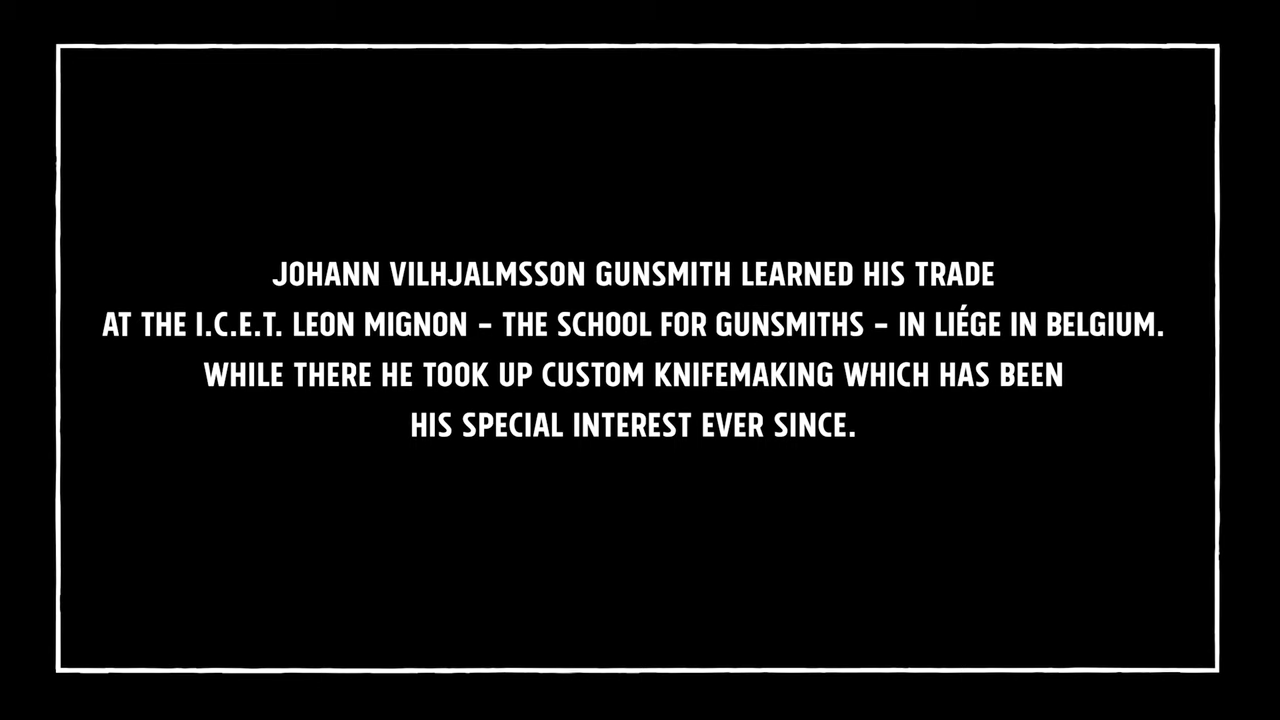 JOHANN VILHJALMSSON GUNSMITH LEARNED HIS TRADE
AT THE I.C.E.T. LEON MIGNON – THE SCHOOL FOR GUNSMITHS – IN LIÉGE IN BELGIUM.
WHILE THERE HE TOOK UP CUSTOM KNIFEMAKING WHICH HAS BEEN
HIS SPECIAL INTEREST EVER SINCE.